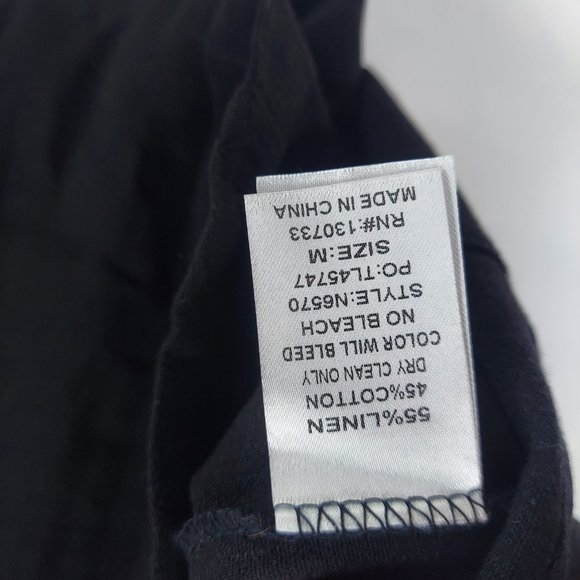 55%LINEN
45%COTTON
DRY CLEAN ONLY
COLOR WILL BLEED
NO BLEACH
STYLE:N6570
PO:TL45747
SIZE:M
RN#:130733
MADE IN CHINA